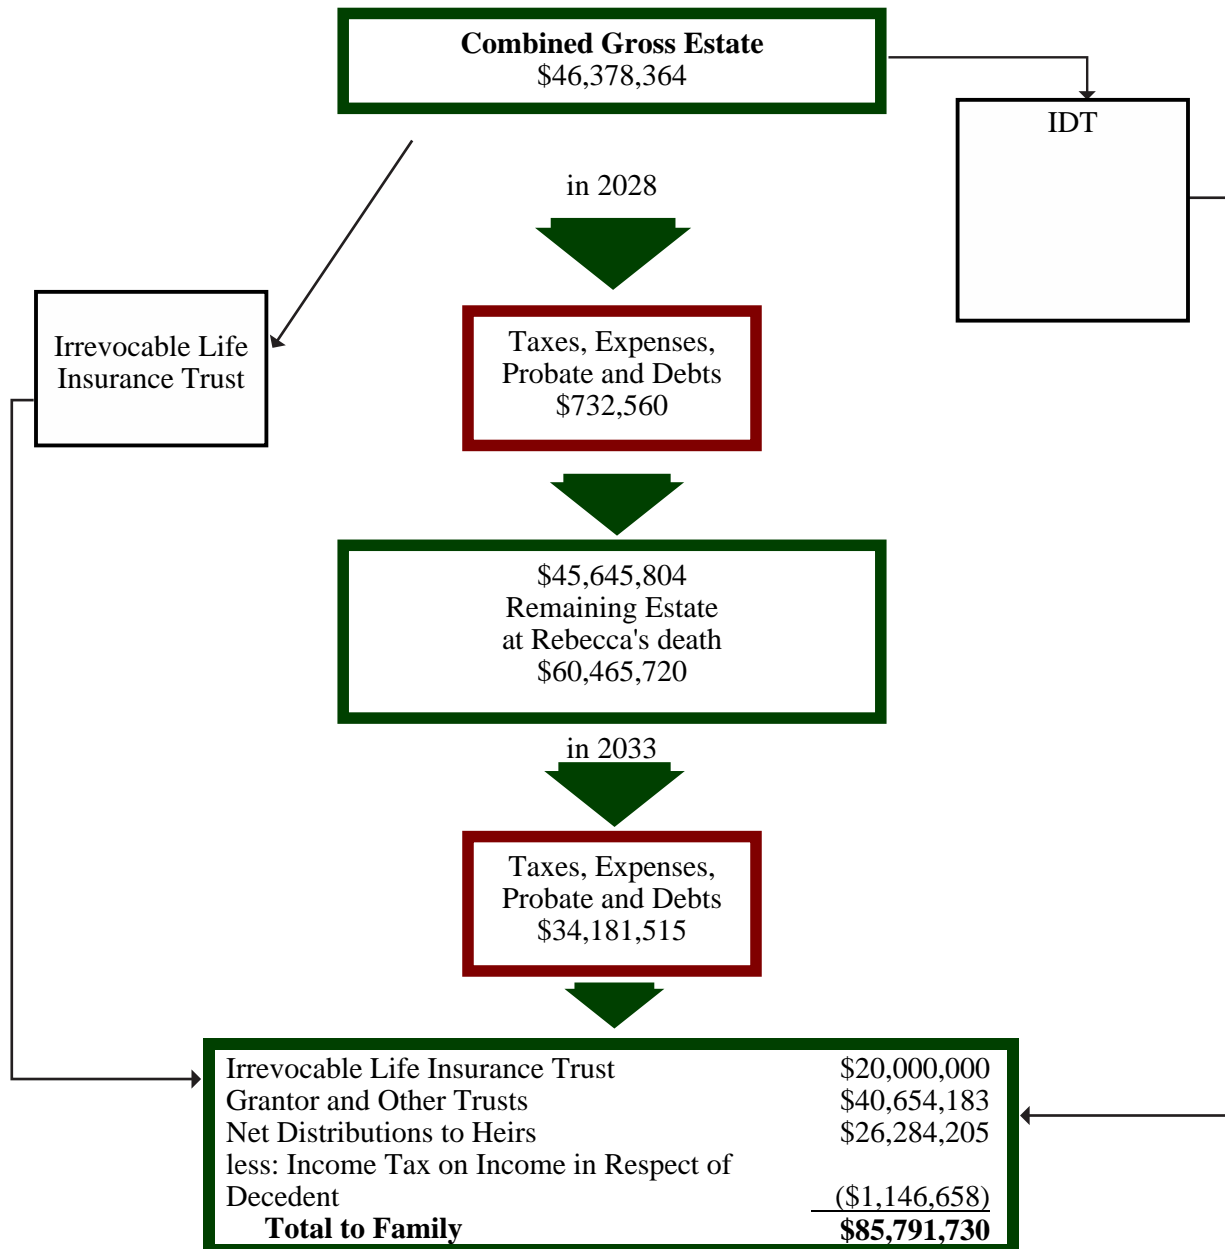 Combined Gross Estate
$46,378,364
IDT
in 2028
Irrevocable Life
Insurance Trust
Taxes, Expenses,
Probate and Debts
$732,560
$45,645,804
Remaining Estate
at Rebecca's death
$60,465,720
in 2033
Taxes, Expenses,
Probate and Debts
$34,181,515
Irrevocable Life Insurance Trust $20,000,000
Grantor and Other Trusts $40,654,183
Net Distributions to Heirs $26,284,205
less: Income Tax on Income in Respect of
Decedent ($1,146,658)
Total to Family $85,791,730